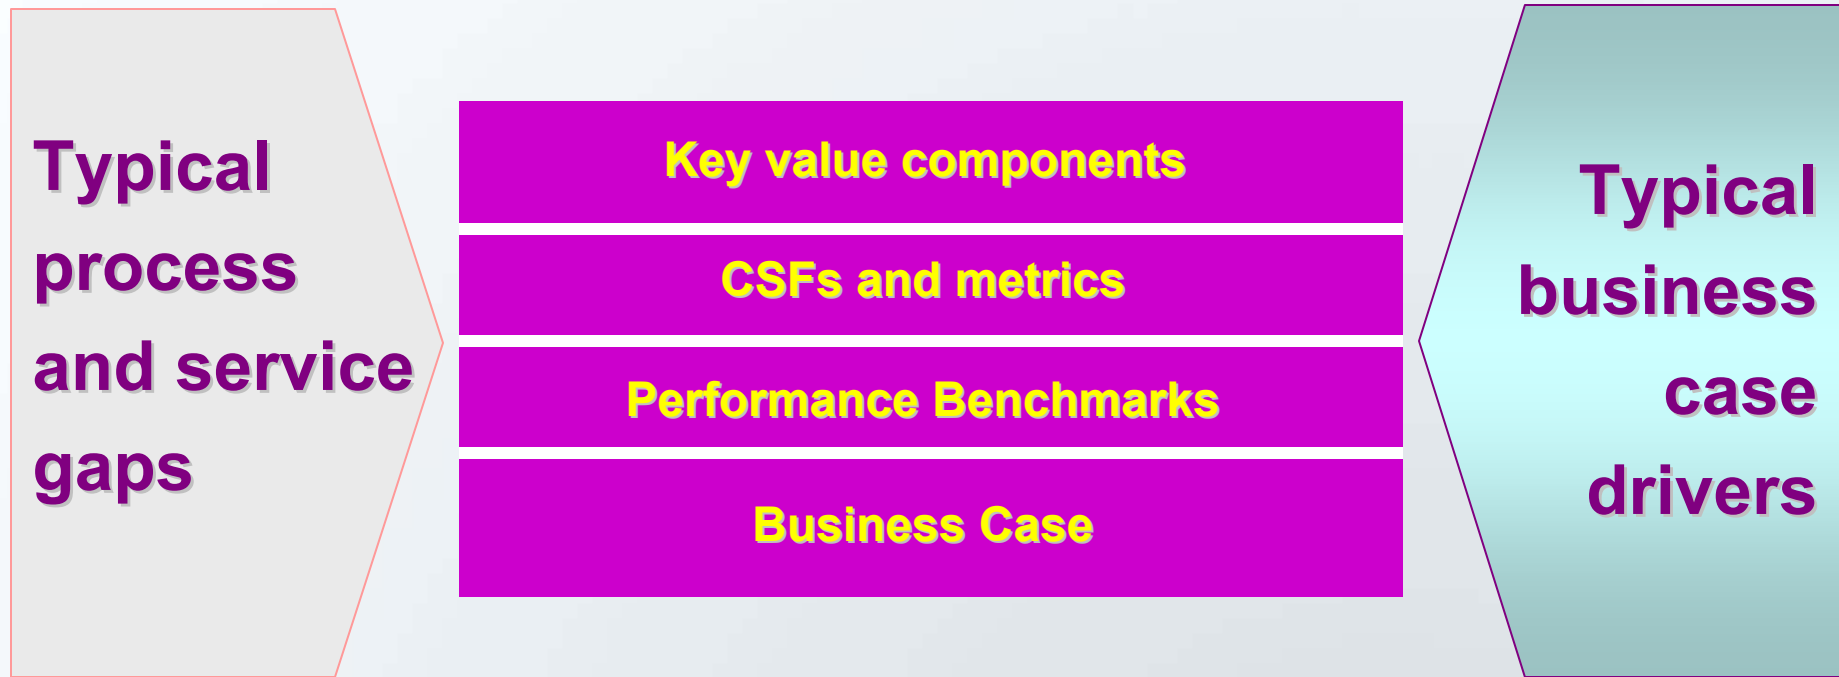 Typical
process
and service
gaps
Key value components
CSFs and metrics
Performance Benchmarks
Business Case
Typical
business
case
drivers